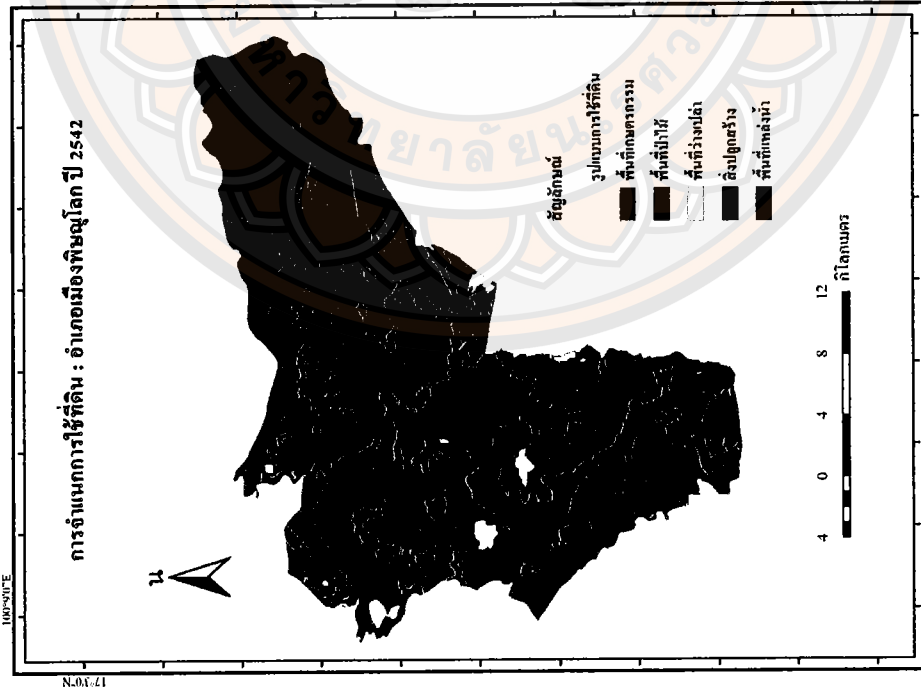 การจำแนกการใช้ที่ดิน : อำเภอเมืองพิษณุโลก ปี 2542
น
สัญลักษณ์
รูปแบบการใช้ที่ดิน
พื้นที่เกษตรกรรม
พื้นที่ป่าไม้
พื้นที่ว่างเปล่า
สิ่งปลูกสร้าง
พื้นที่แหล่งน้ำ
4 0 4 8 12
กิโลเมตร
17°3'0"N